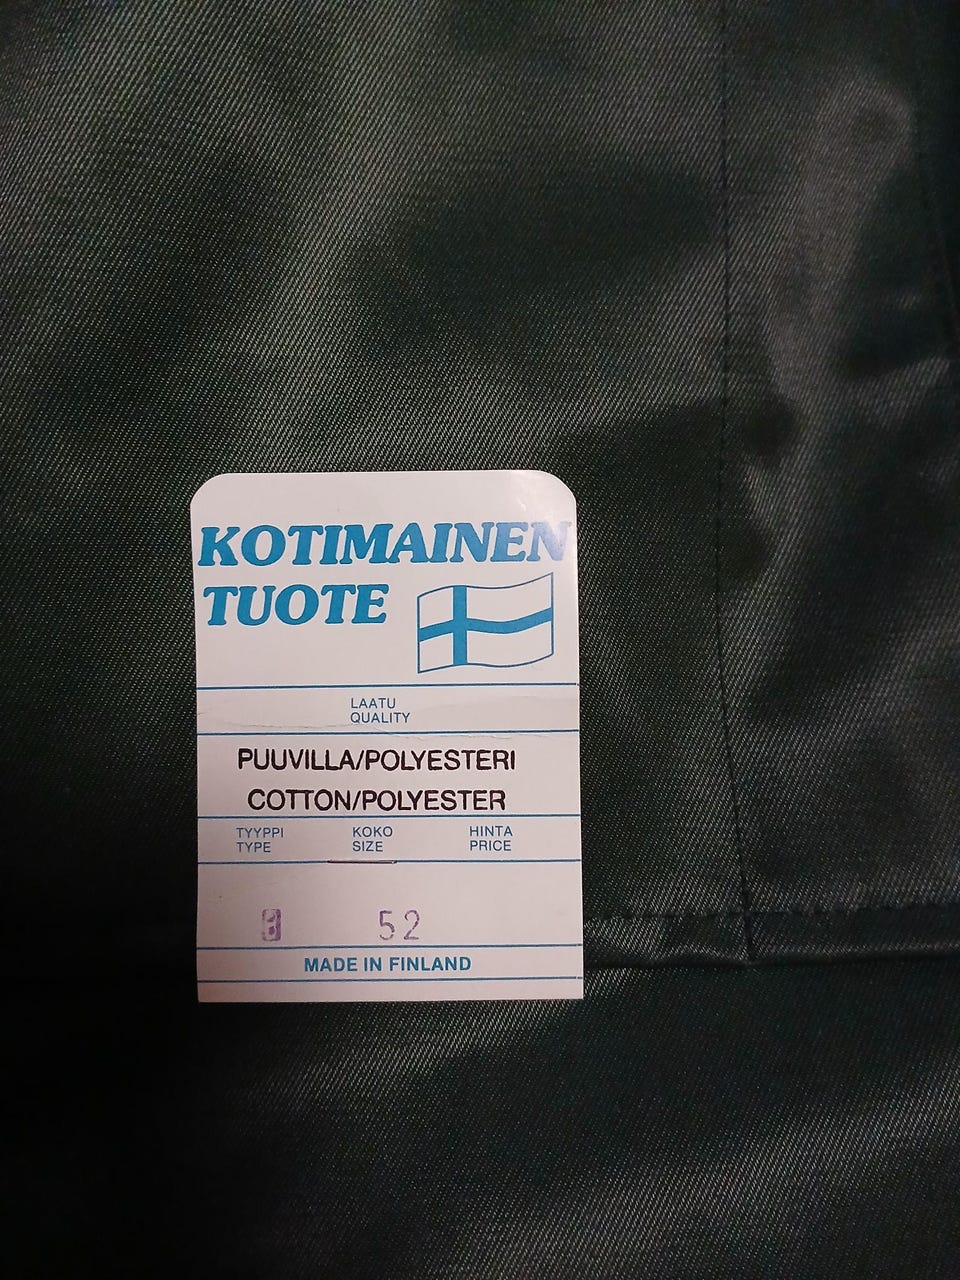 KOTIMAINEN
TUOTE
LAATU
QUALITY
PUUVILLA/POLYESTERI
COTTON/POLYESTER
TYYPPI KOKO HINTA
TYPE SIZE PRICE
52
MADE IN FINLAND